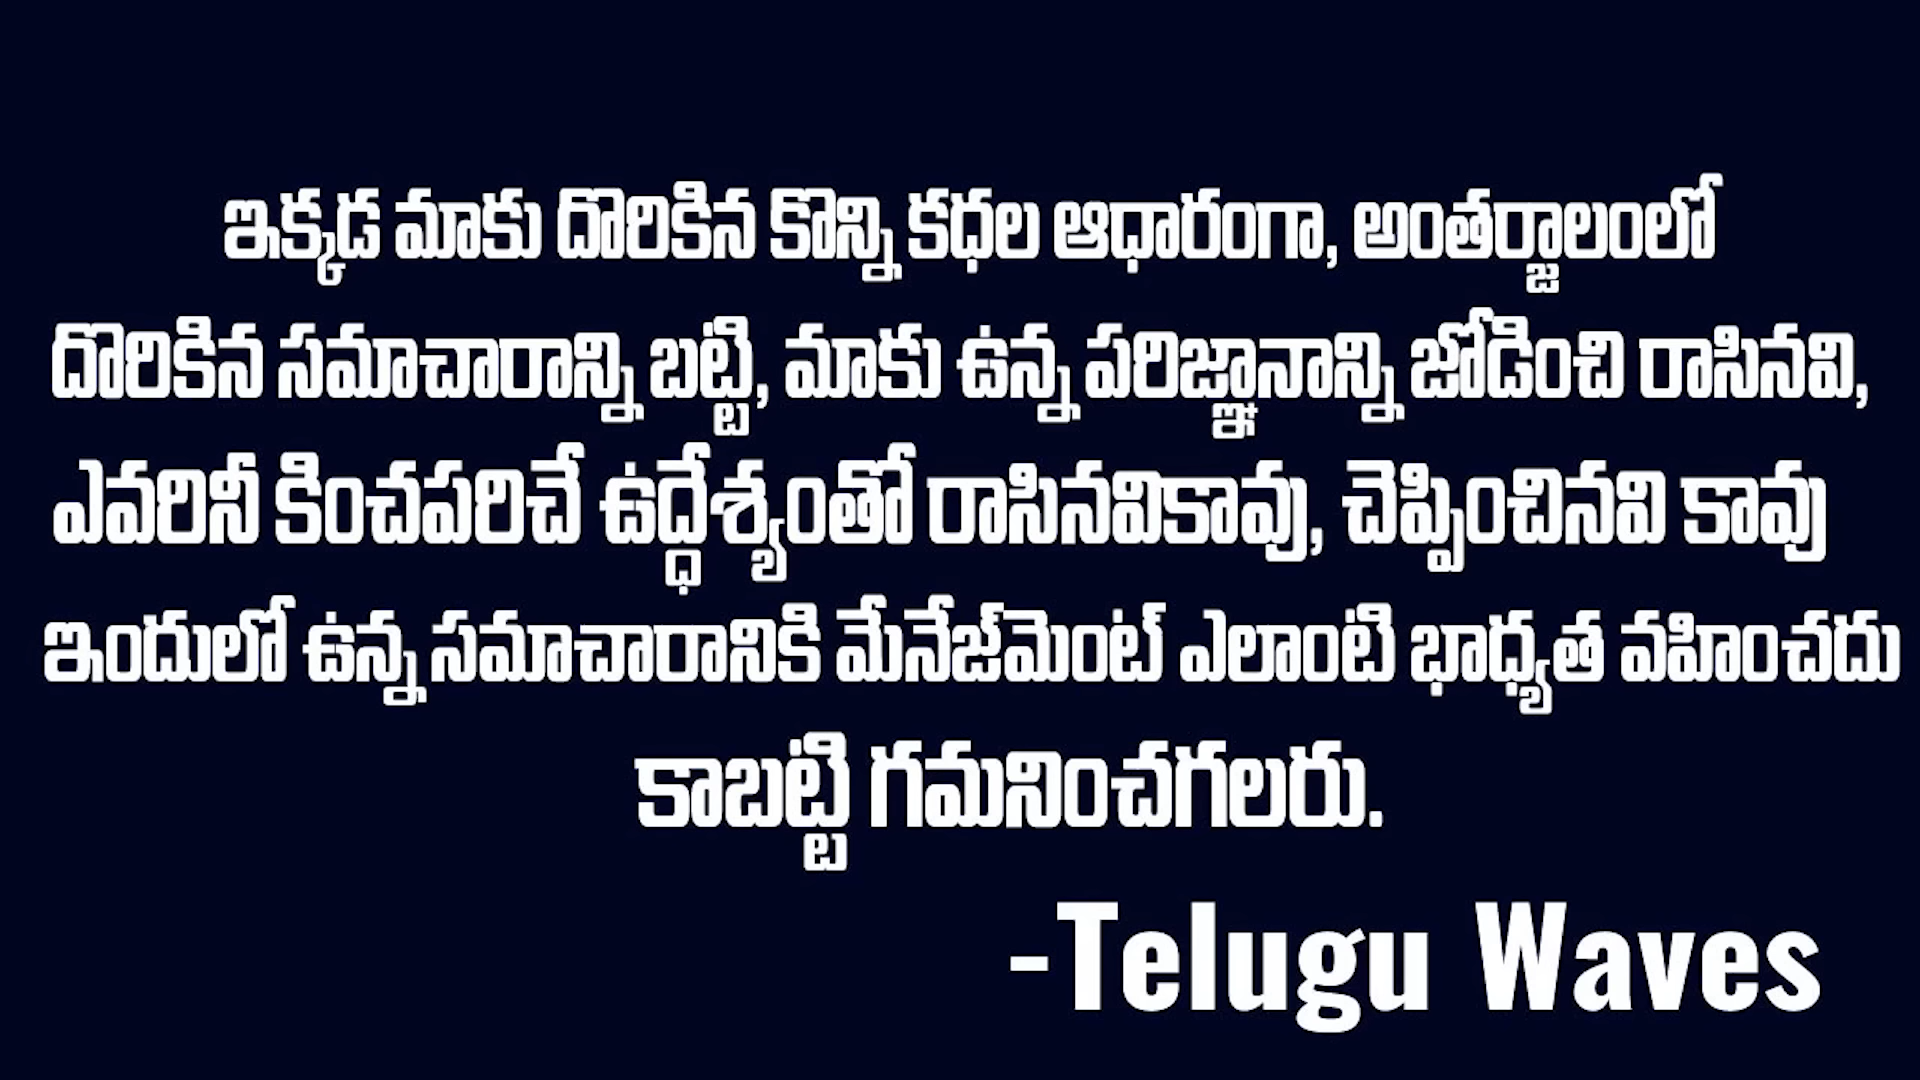 ఇక్కడ మాకు దొరికిన కొన్ని కధల ఆధారంగా, అంతర్జాలంలో
దొరికిన సమాచారాన్ని బట్టి, మాకు ఉన్న పరిజ్ఞానాన్ని జోడించి రాసినవి,
ఎవరినీ కించపరిచే ఉద్ధేశ్యంతో రాసినవికావు, చెప్పించినవి కావు
ఇందులో ఉన్న సమాచారానికి మేనేజ్‌మెంట్ ఎలాంటి భాధ్యత వహించదు
కాబట్టి గమనించగలరు.
-Telugu Waves